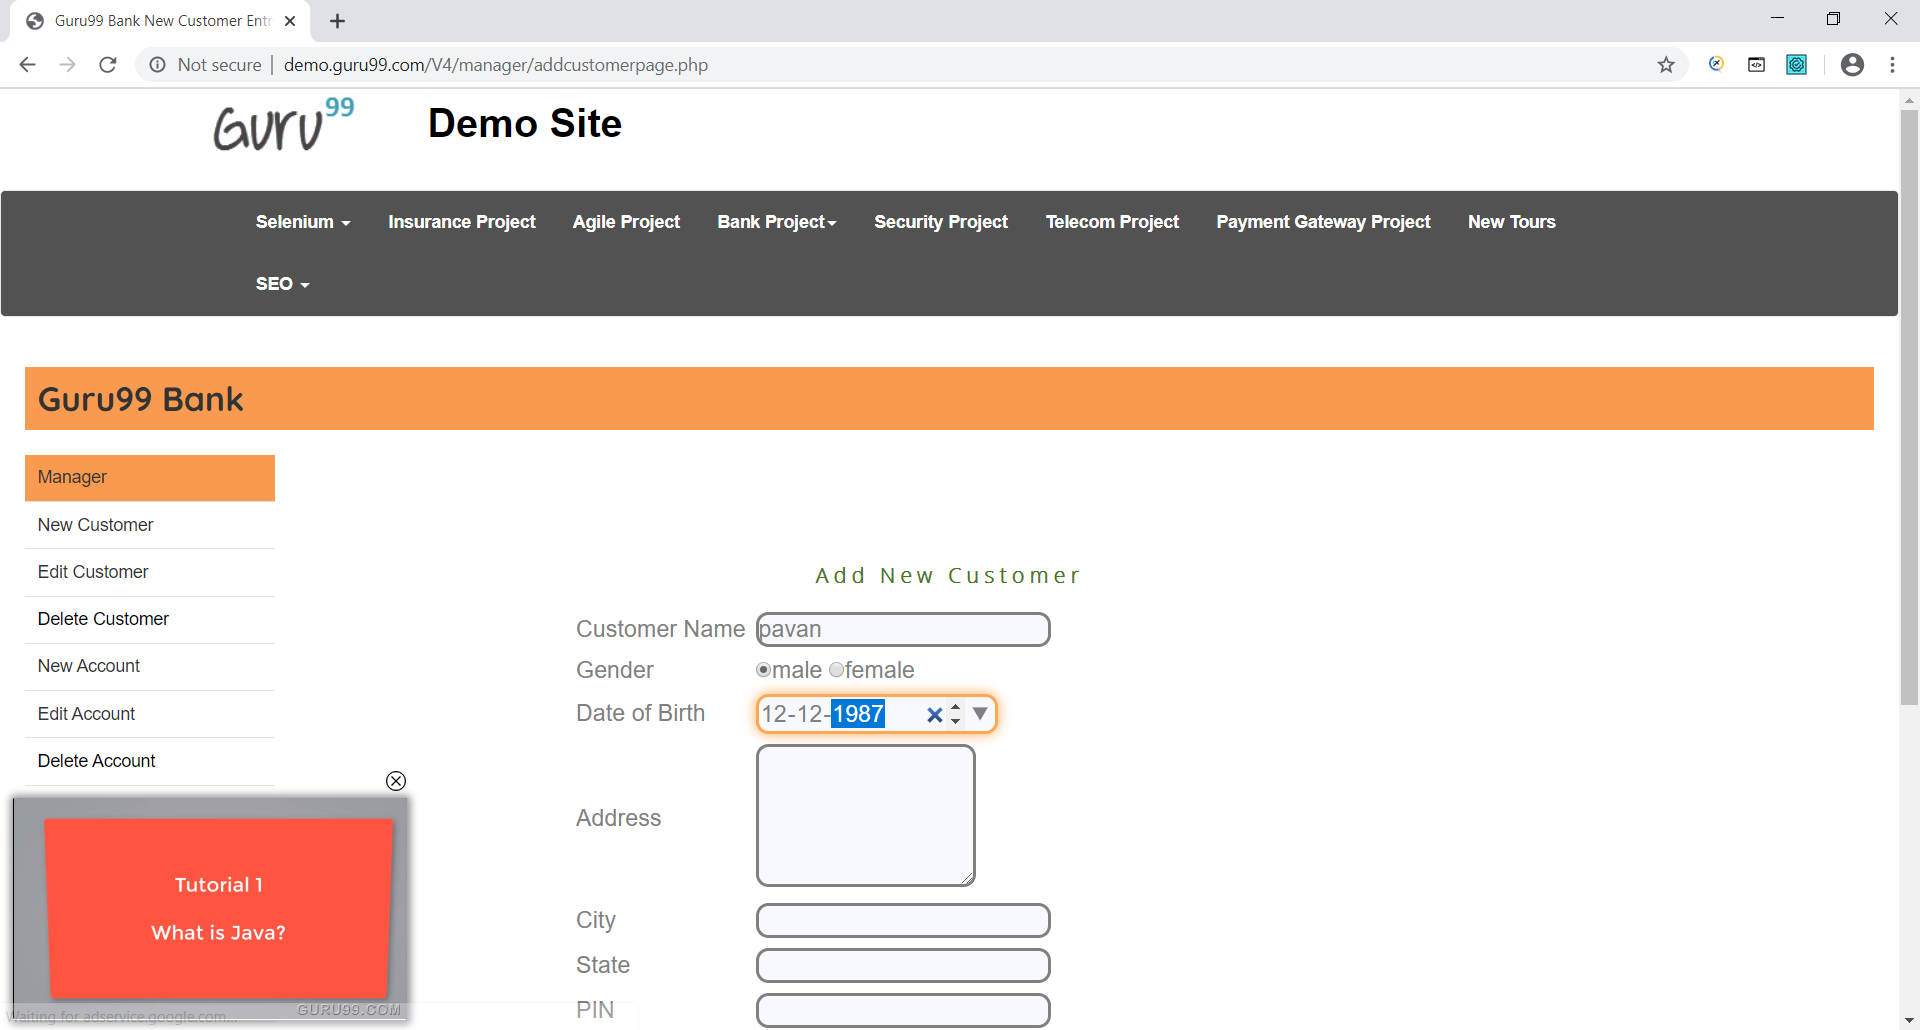 Guru99 Bank New Customer Entr
Not secure | demo.guru99.com/V4/manager/addcustomerpage.php
Guru99
Demo Site
Selenium
Insurance Project
Agile Project
Bank Project
Security Project
Telecom Project
Payment Gateway Project
New Tours
SEO
Guru99 Bank
Manager
New Customer
Edit Customer
Delete Customer
New Account
Edit Account
Delete Account
Add New Customer
Customer Name pavan
Gender male female
Date of Birth 12-12-1987
Address
City
State
PIN
Tutorial 1
What is Java?
GURU99.COM
Waiting for adservice.google.com...